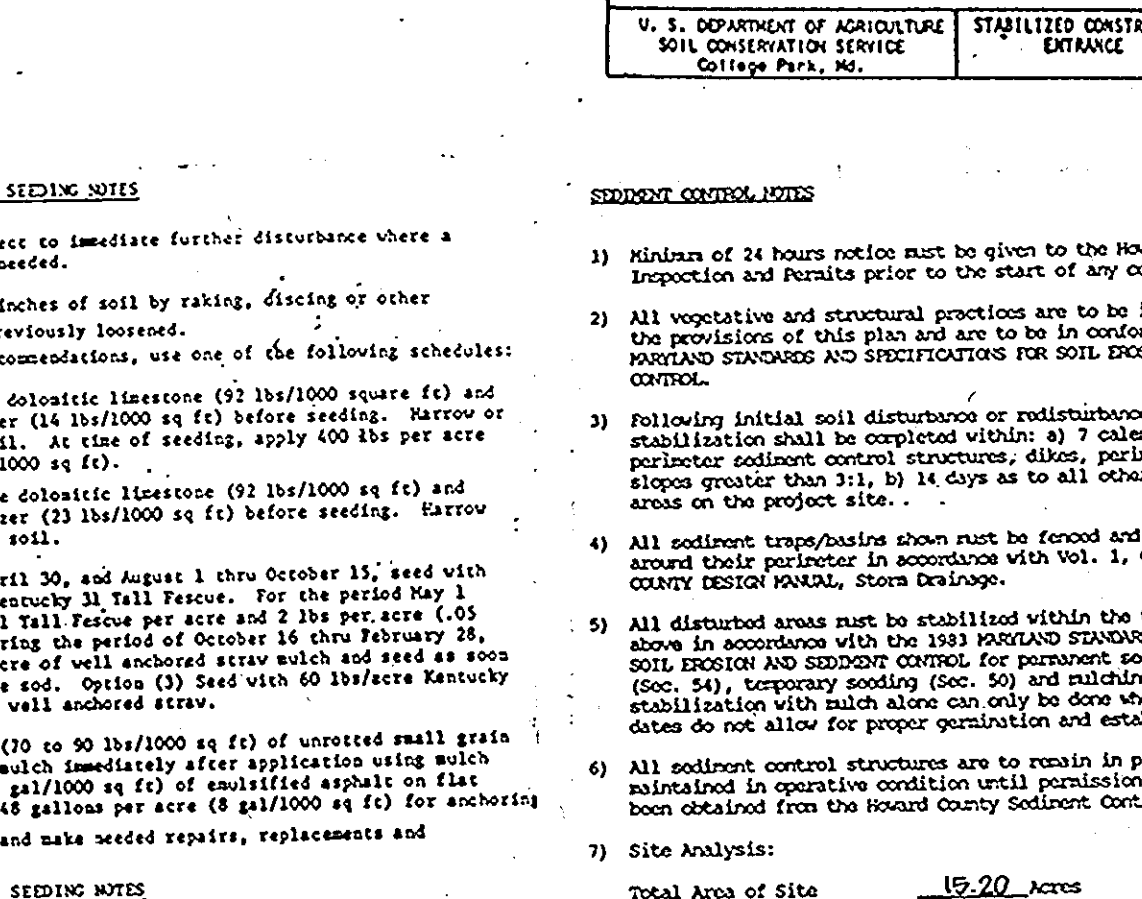 U. S. DEPARTMENT OF AGRICULTURE
SOIL CONSERVATION SERVICE
College Park, Md.
STABILIZED CONSTR
ENTRANCE
SEEDING NOTES
ect to immediate further disturbance where a
needed.
inches of soil by raking, discing or other
reviously loosened.
commendations, use one of the following schedules:
dolomitic limestone (92 lbs/1000 square ft) and
er (14 lbs/1000 sq ft) before seeding. Harrow or
il. At time of seeding, apply 400 lbs per acre
1000 sq ft).
e dolomitic limestone (92 lbs/1000 sq ft) and
zer (23 lbs/1000 sq ft) before seeding. Harrow
soil.
ril 30, and August 1 thru October 15, seed with
entucky 31 Tall Fescue. For the period May 1
l Tall Fescue per acre and 2 lbs per acre (.05
ring the period of October 16 thru February 28,
cre of well anchored straw mulch and seed as soon
e sod. Option (3) Seed with 60 lbs/acre Kentucky
well anchored straw.
(70 to 90 lbs/1000 sq ft) of unrotted small grain
mulch immediately after application using mulch
gal/1000 sq ft) of emulsified asphalt on flat
48 gallons per acre (8 gal/1000 sq ft) for anchoring
and make needed repairs, replacements and
SEEDING NOTES
SEDIMENT CONTROL NOTES
1) Minimum of 24 hours notice must be given to the How
Inspection and Permits prior to the start of any co
2) All vegetative and structural practices are to be i
the provisions of this plan and are to be in confor
MARYLAND STANDARDS AND SPECIFICATIONS FOR SOIL EROS
CONTROL.
3) Following initial soil disturbance or redisturbance
stabilization shall be completed within: a) 7 cale
perimeter sediment control structures, dikes, peri
slopes greater than 3:1, b) 14 days as to all othe
areas on the project site.
4) All sediment traps/basins shown must be fenced and
around their perimeter in accordance with Vol. 1,
COUNTY DESIGN MANUAL, Storm Drainage.
5) All disturbed areas must be stabilized within the
above in accordance with the 1983 MARYLAND STANDAR
SOIL EROSION AND SEDIMENT CONTROL for permanent se
(Sec. 54), temporary seeding (Sec. 50) and mulchin
stabilization with mulch alone can only be done wh
dates do not allow for proper germination and estab
6) All sediment control structures are to remain in p
maintained in operative condition until permission
been obtained from the Howard County Sediment Cont
7) Site Analysis:
Total Area of Site 15.20 Acres